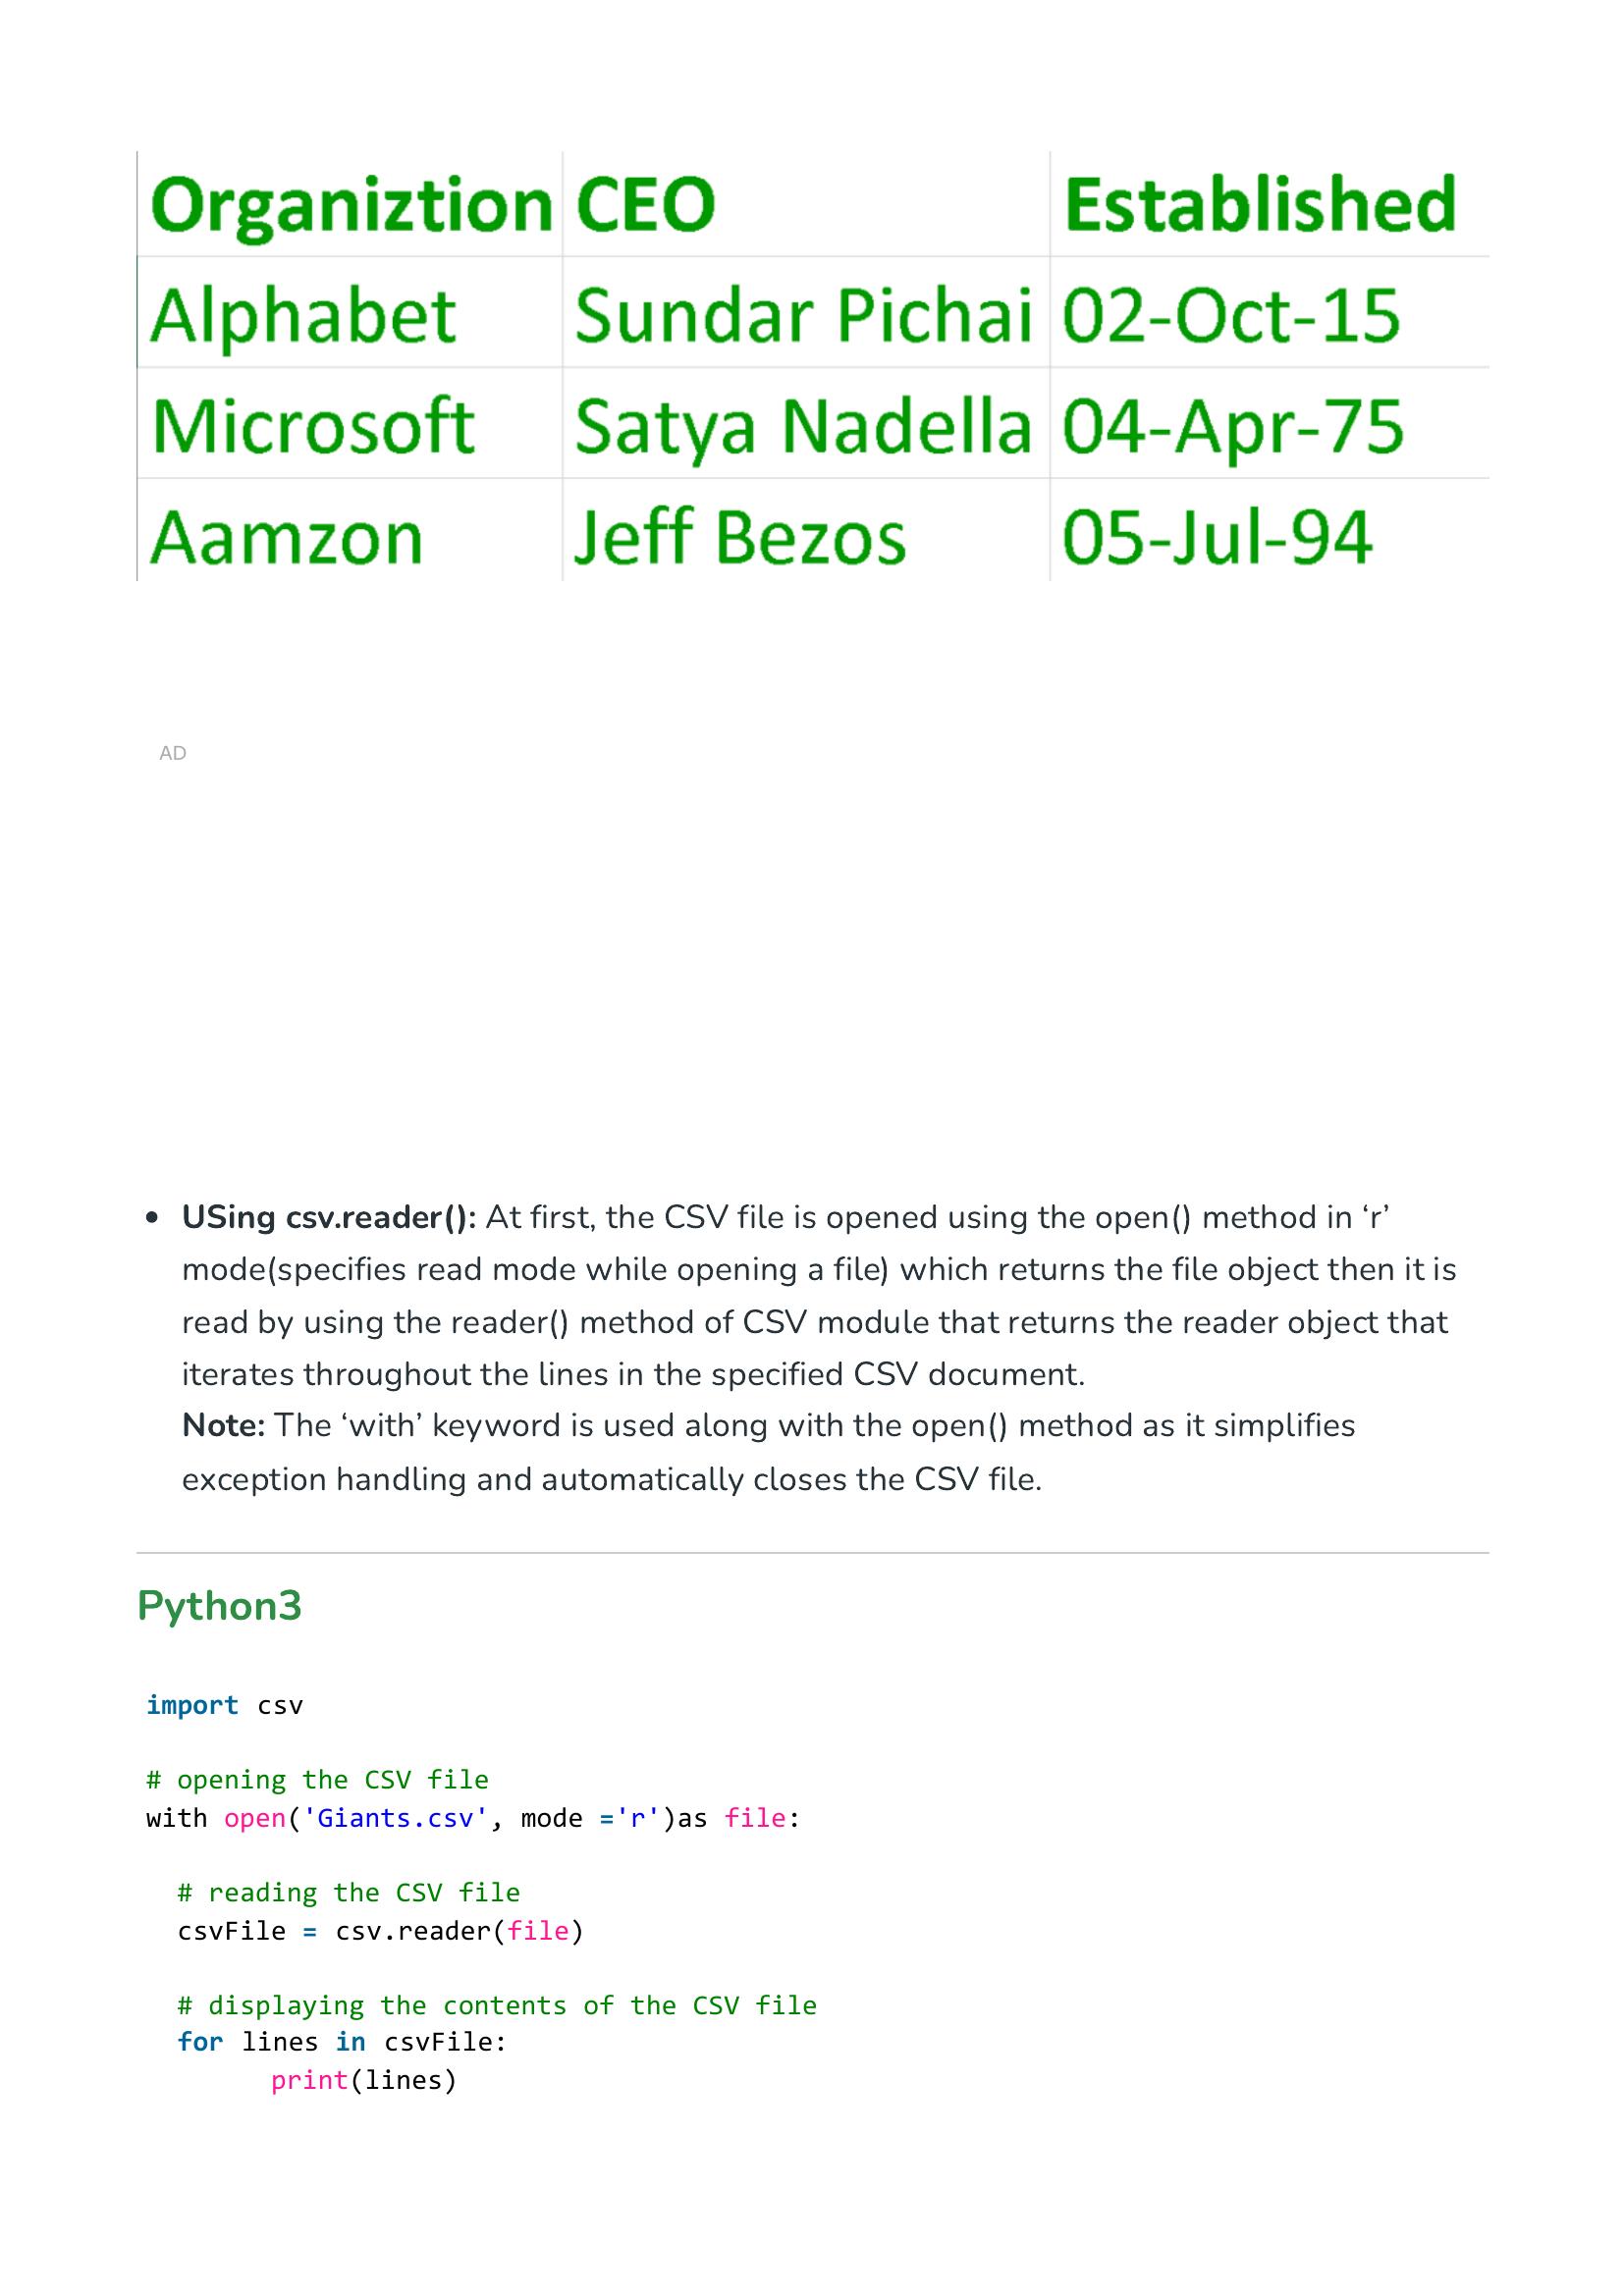 Organiztion CEO Established
Alphabet Sundar Pichai 02-Oct-15
Microsoft Satya Nadella 04-Apr-75
Aamzon Jeff Bezos 05-Jul-94
AD
• USing csv.reader(): At first, the CSV file is opened using the open() method in ‘r’
mode(specifies read mode while opening a file) which returns the file object then it is
read by using the reader() method of CSV module that returns the reader object that
iterates throughout the lines in the specified CSV document.
Note: The ‘with’ keyword is used along with the open() method as it simplifies
exception handling and automatically closes the CSV file.
Python3
import csv
# opening the CSV file
with open('Giants.csv', mode ='r')as file:
  # reading the CSV file
  csvFile = csv.reader(file)
  # displaying the contents of the CSV file
  for lines in csvFile:
        print(lines)